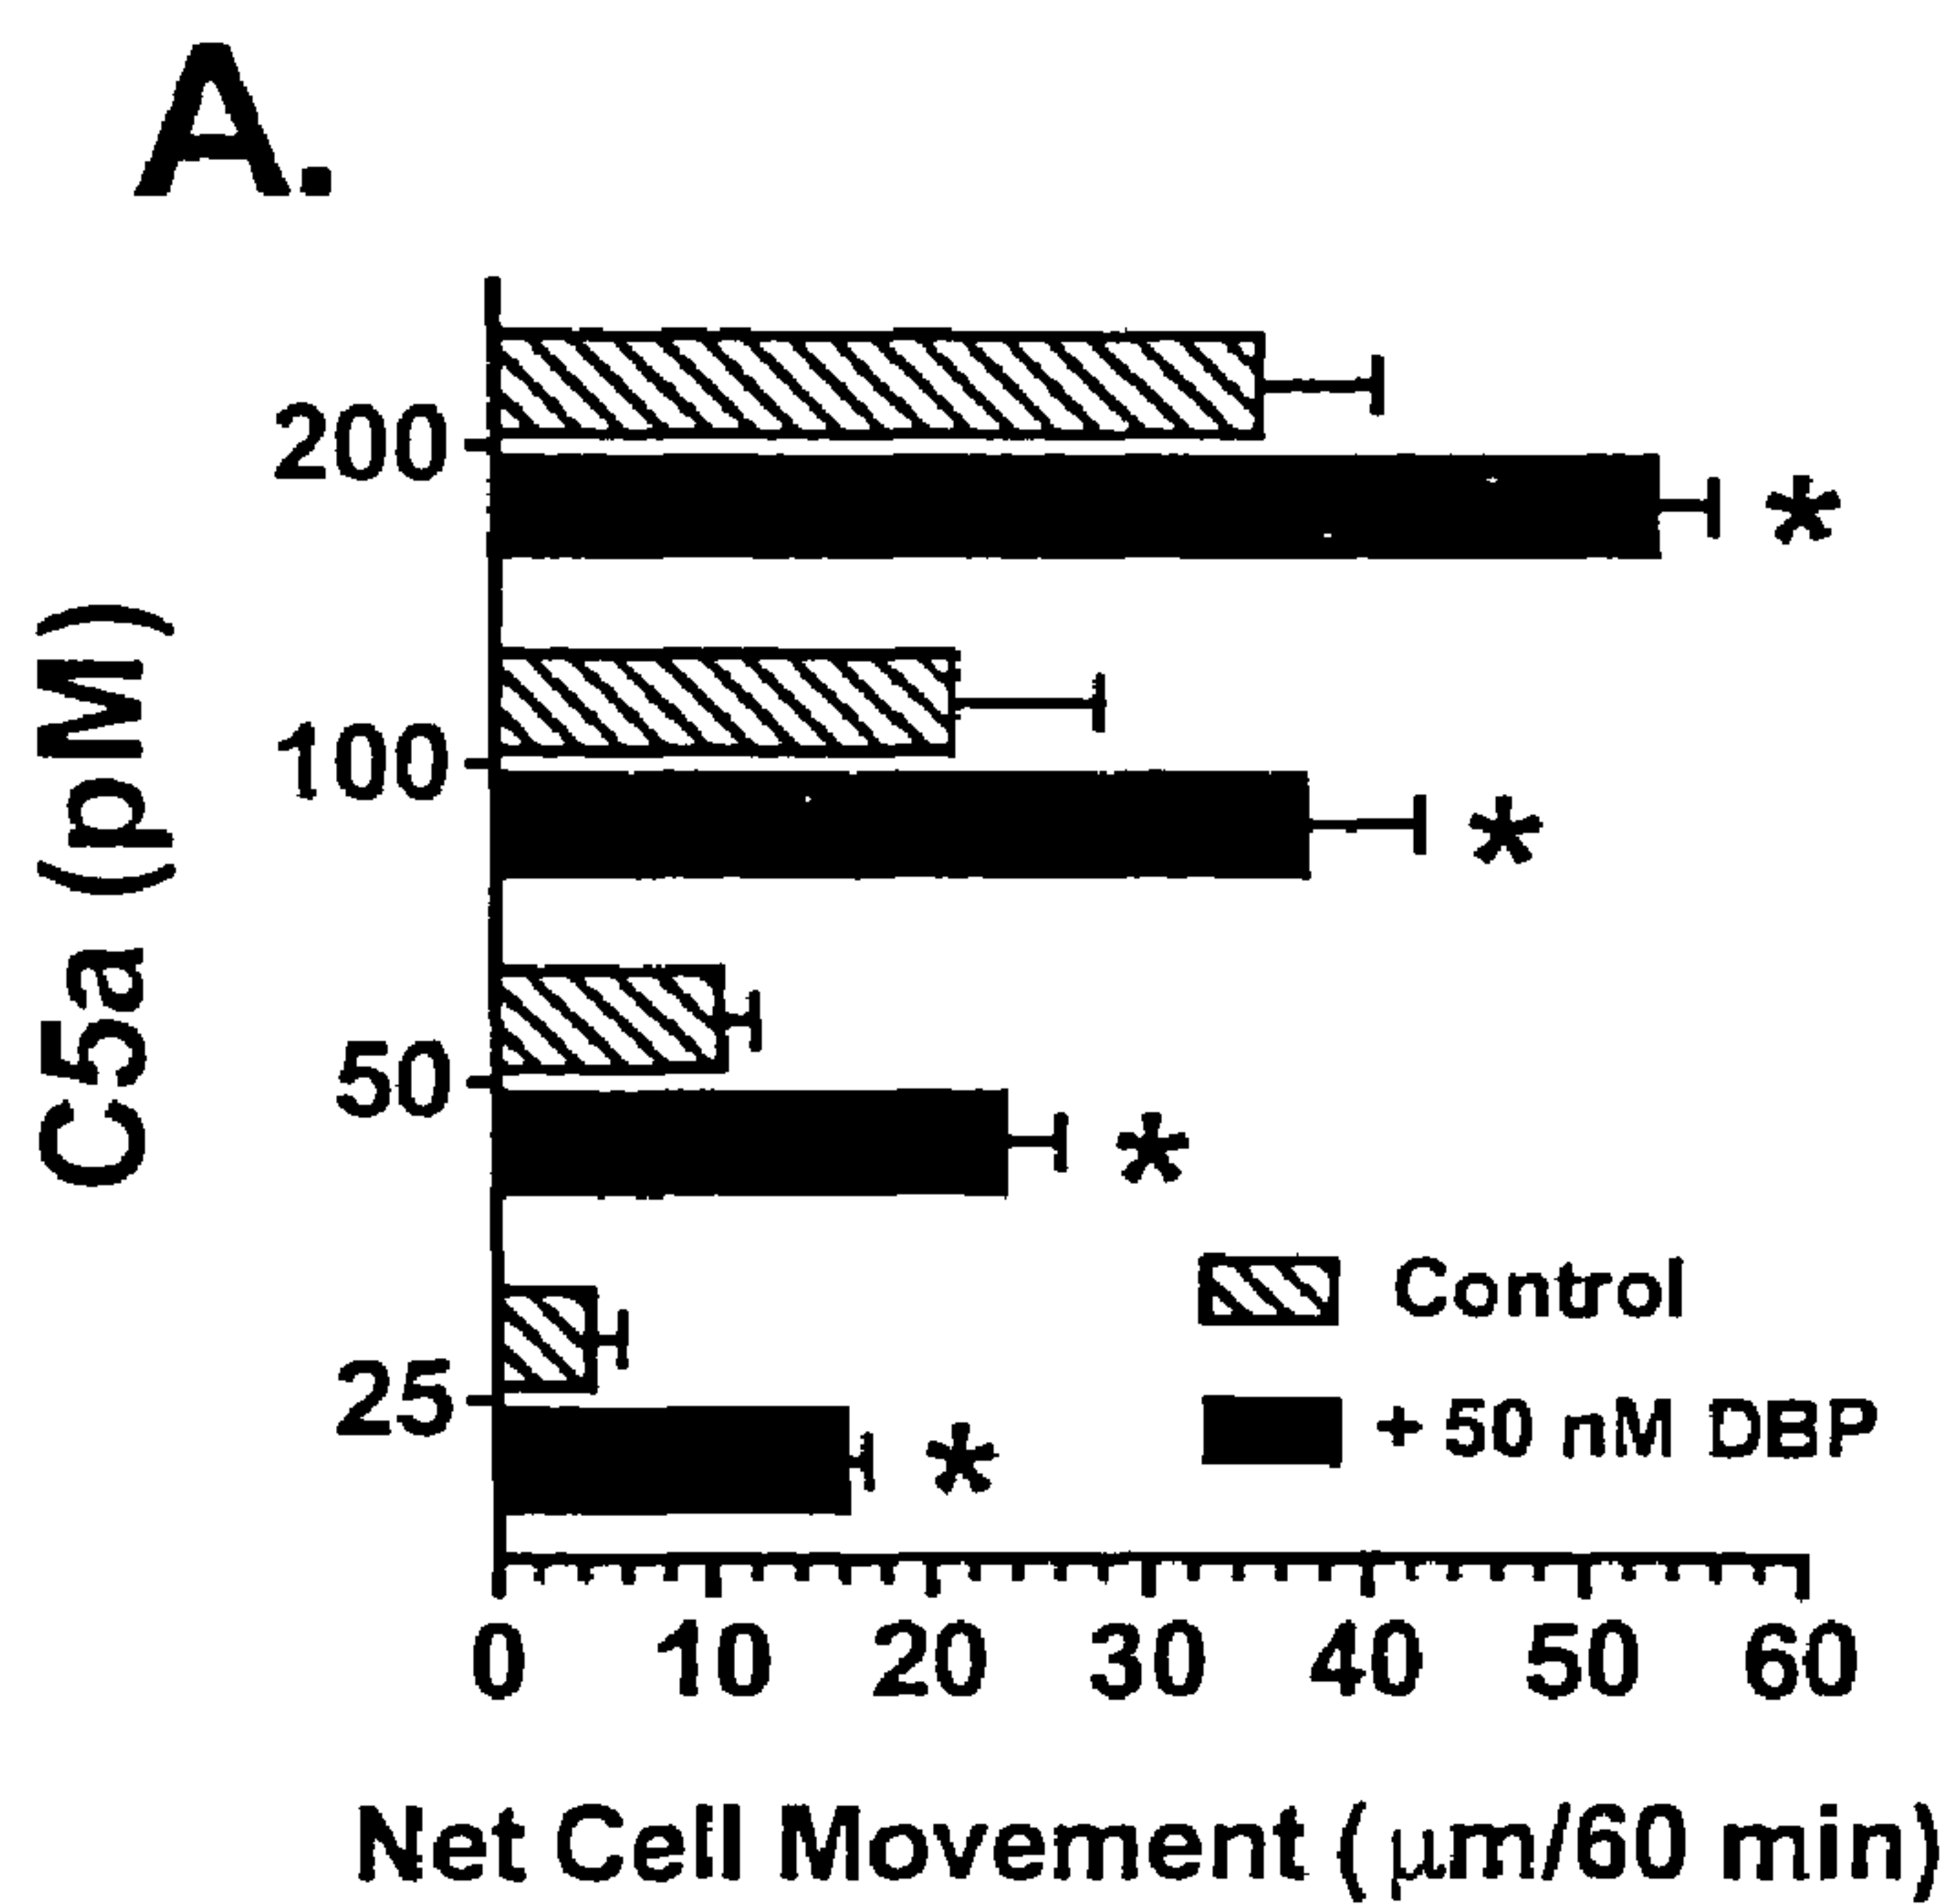 A.
C5a (pM)
200
*
100
*
50
*
25
*
Control
+ 50 nM DBP
0 10 20 30 40 50 60
Net Cell Movement (μm/60 min)